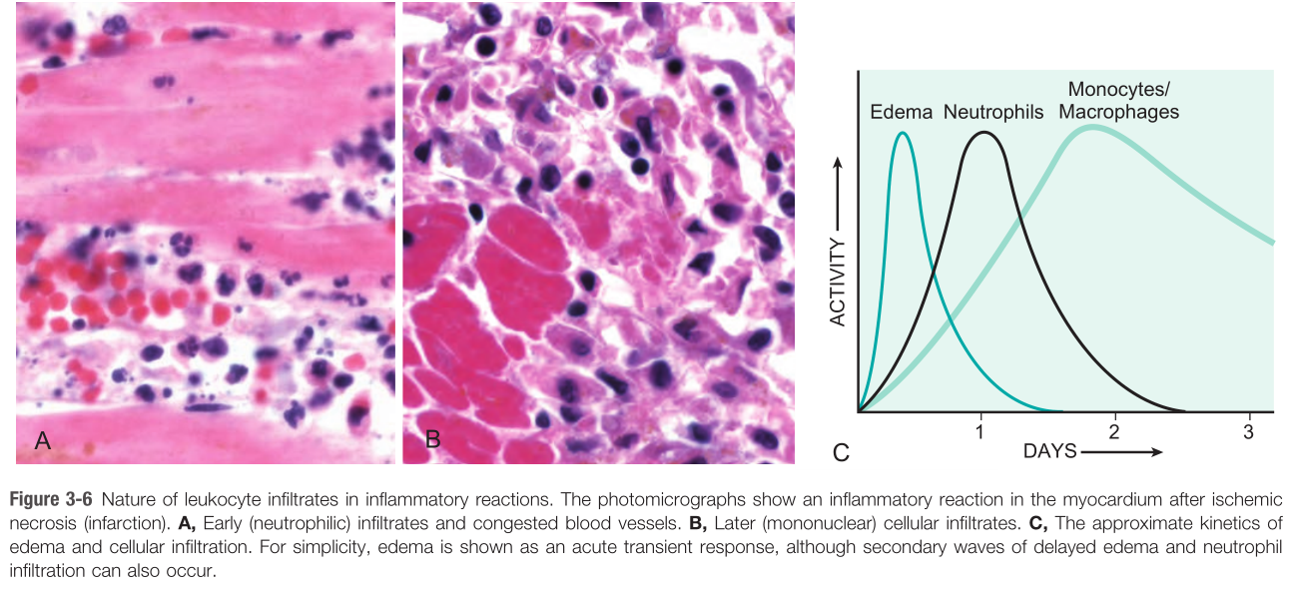 A
B
Edema Neutrophils
Monocytes/
Macrophages
ACTIVITY
1 2 3
DAYS
C
Figure 3-6 Nature of leukocyte infiltrates in inflammatory reactions. The photomicrographs show an inflammatory reaction in the myocardium after ischemic
necrosis (infarction). A, Early (neutrophilic) infiltrates and congested blood vessels. B, Later (mononuclear) cellular infiltrates. C, The approximate kinetics of
edema and cellular infiltration. For simplicity, edema is shown as an acute transient response, although secondary waves of delayed edema and neutrophil
infiltration can also occur.